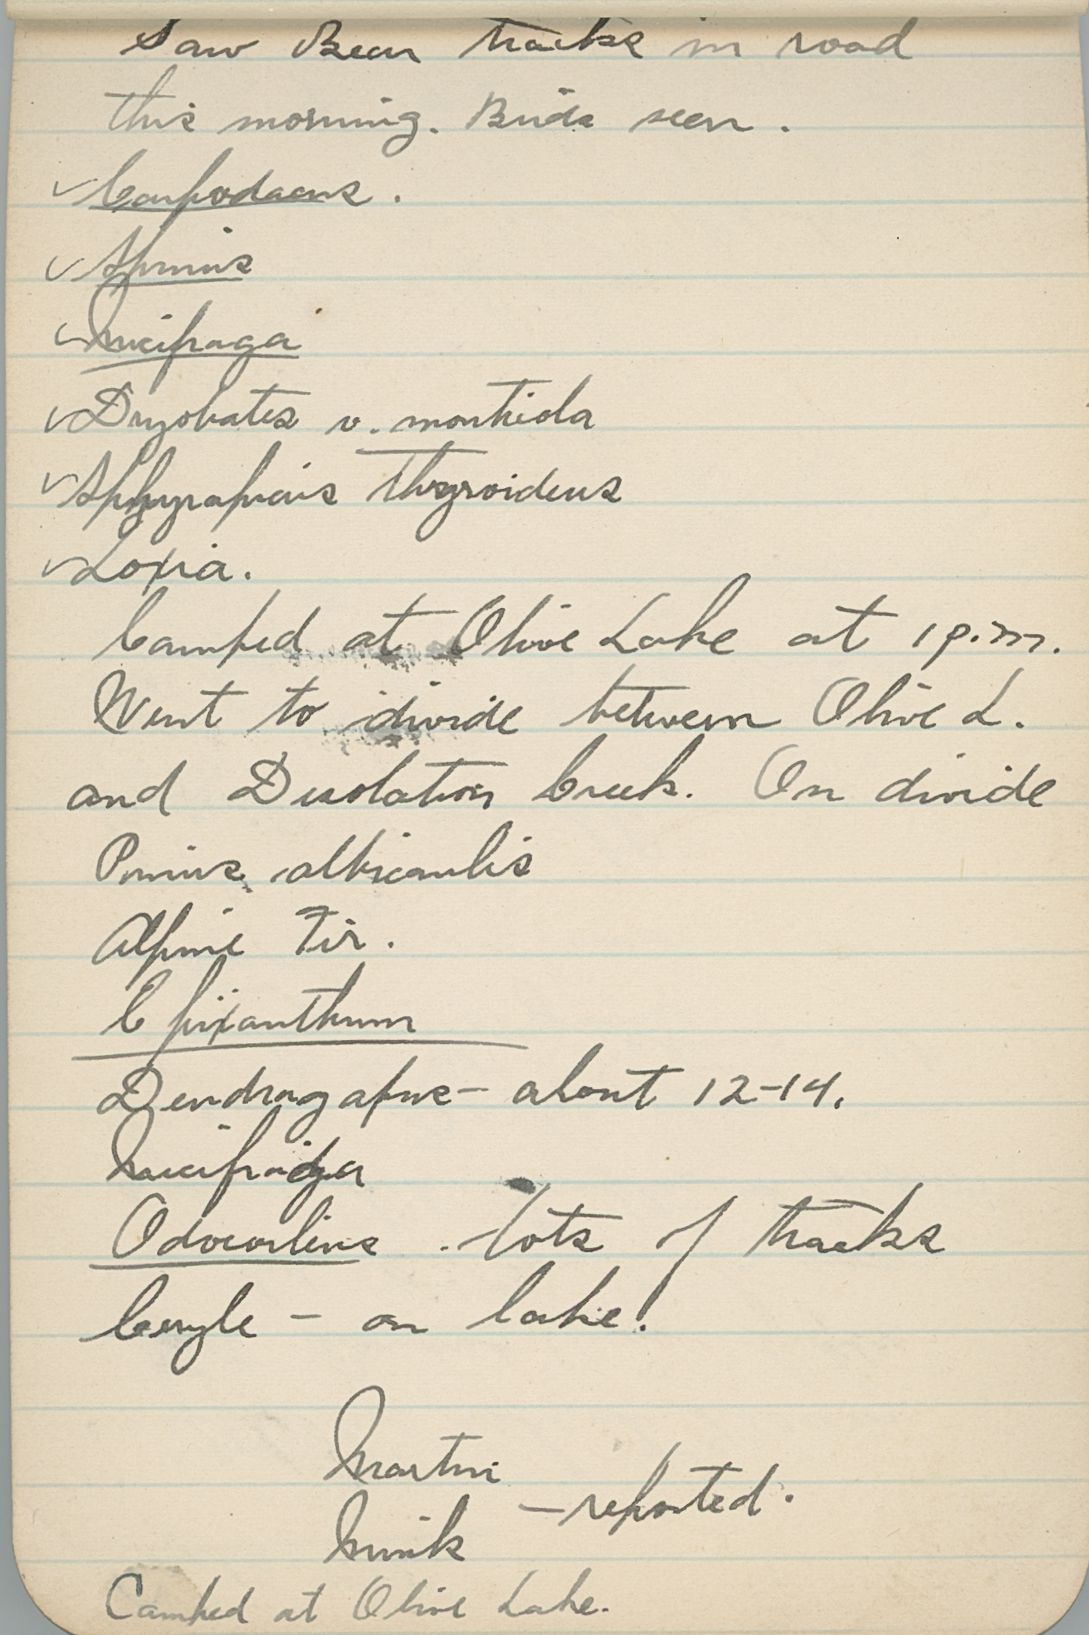 Saw Bear tracks in road
this morning. Birds seen.
✓ Carpodacus.
✓ Spinus
✓ Nucifraga
✓ Dryobates v. monticola
✓ Sphyrapicus thyroideus
✓ Loxia.
Camped at Olive Lake at 1 p.m.
Went to divide between Olive L.
and Desolation Creek. On divide
Pinus albicaulis
Alpine Fir.
C pixanthum
Dendragapus - about 12-14.
Nucifraga
Odocoileus - lots of tracks
Ceryle - on lake!
Martin
- reported.
Mink
Camped at Olive Lake.